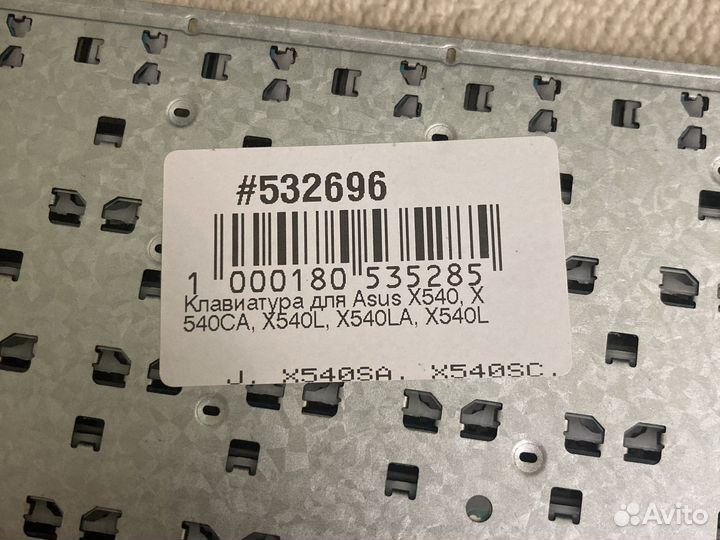 #532696
1 000180 535285
Клавиатура для Asus X540, X
540CA, X540L, X540LA, X540L
J, X540SA, X540SC,
Avito